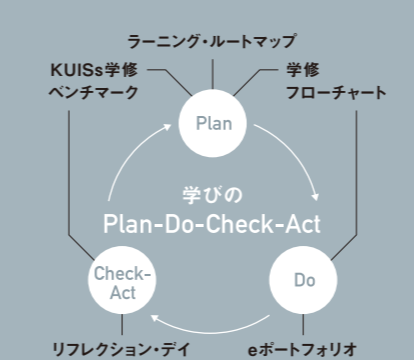 ラーニング・ルートマップ
KUISs学修
ベンチマーク
学修
フローチャート
Plan
学びの
Plan-Do-Check-Act
Check-
Act
Do
リフレクション・デイ
eポートフォリオ